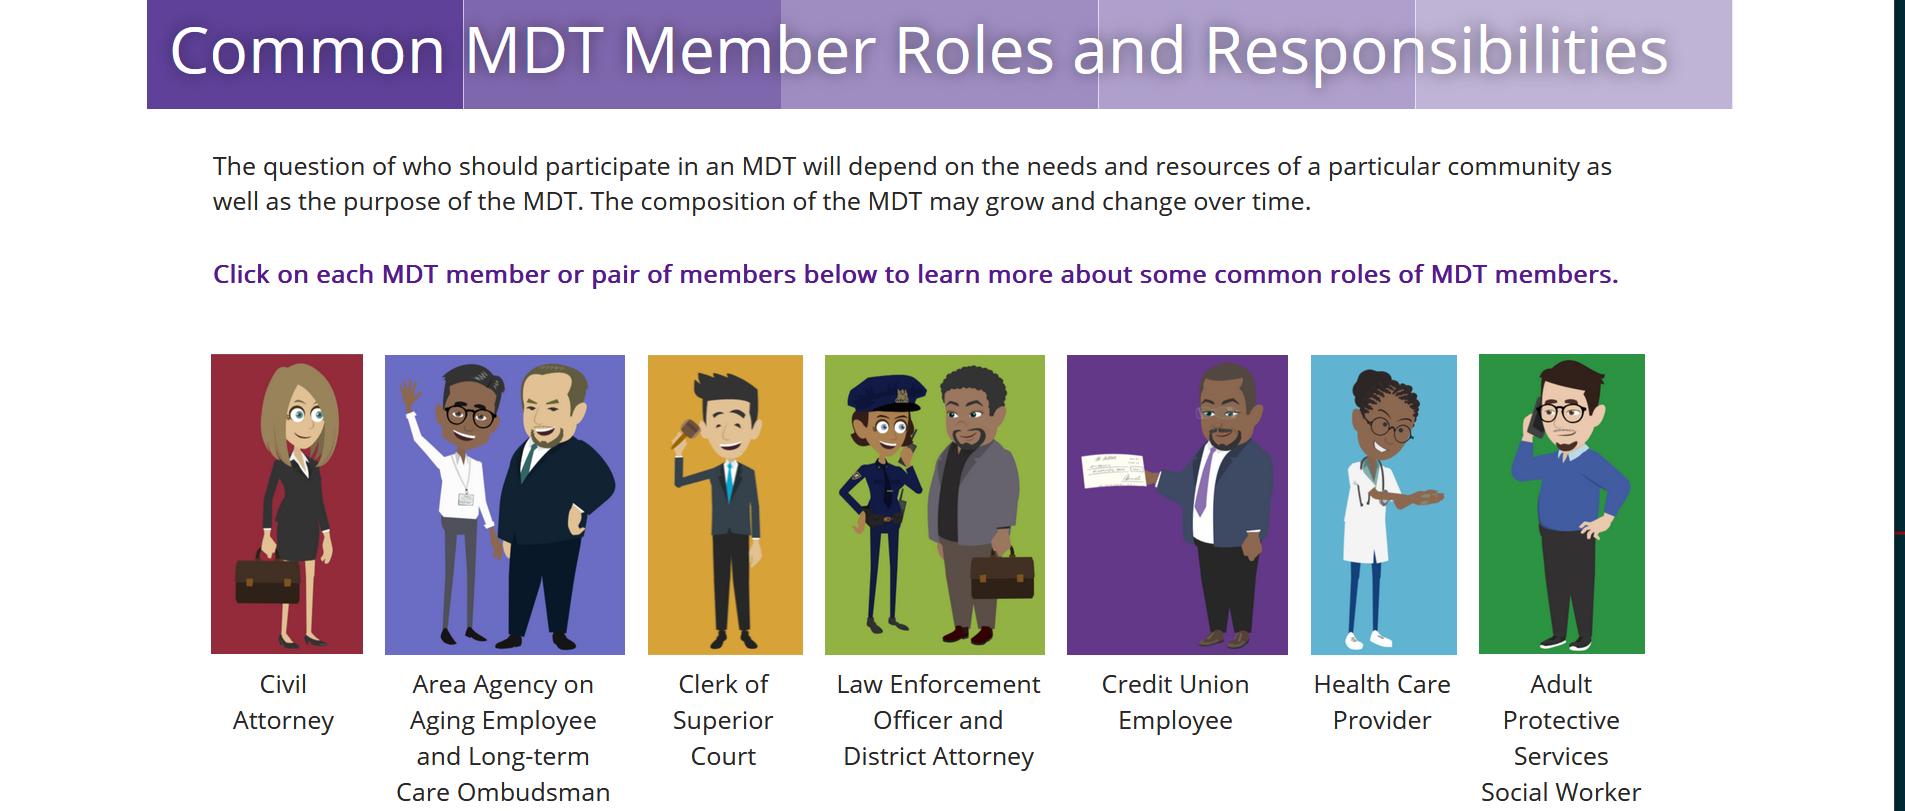 Common MDT Member Roles and Responsibilities
The question of who should participate in an MDT will depend on the needs and resources of a particular community as
well as the purpose of the MDT. The composition of the MDT may grow and change over time.
Click on each MDT member or pair of members below to learn more about some common roles of MDT members.
Civil
Attorney
Area Agency on
Aging Employee
and Long-term
Care Ombudsman
Clerk of
Superior
Court
Law Enforcement
Officer and
District Attorney
Credit Union
Employee
Health Care
Provider
Adult
Protective
Services
Social Worker